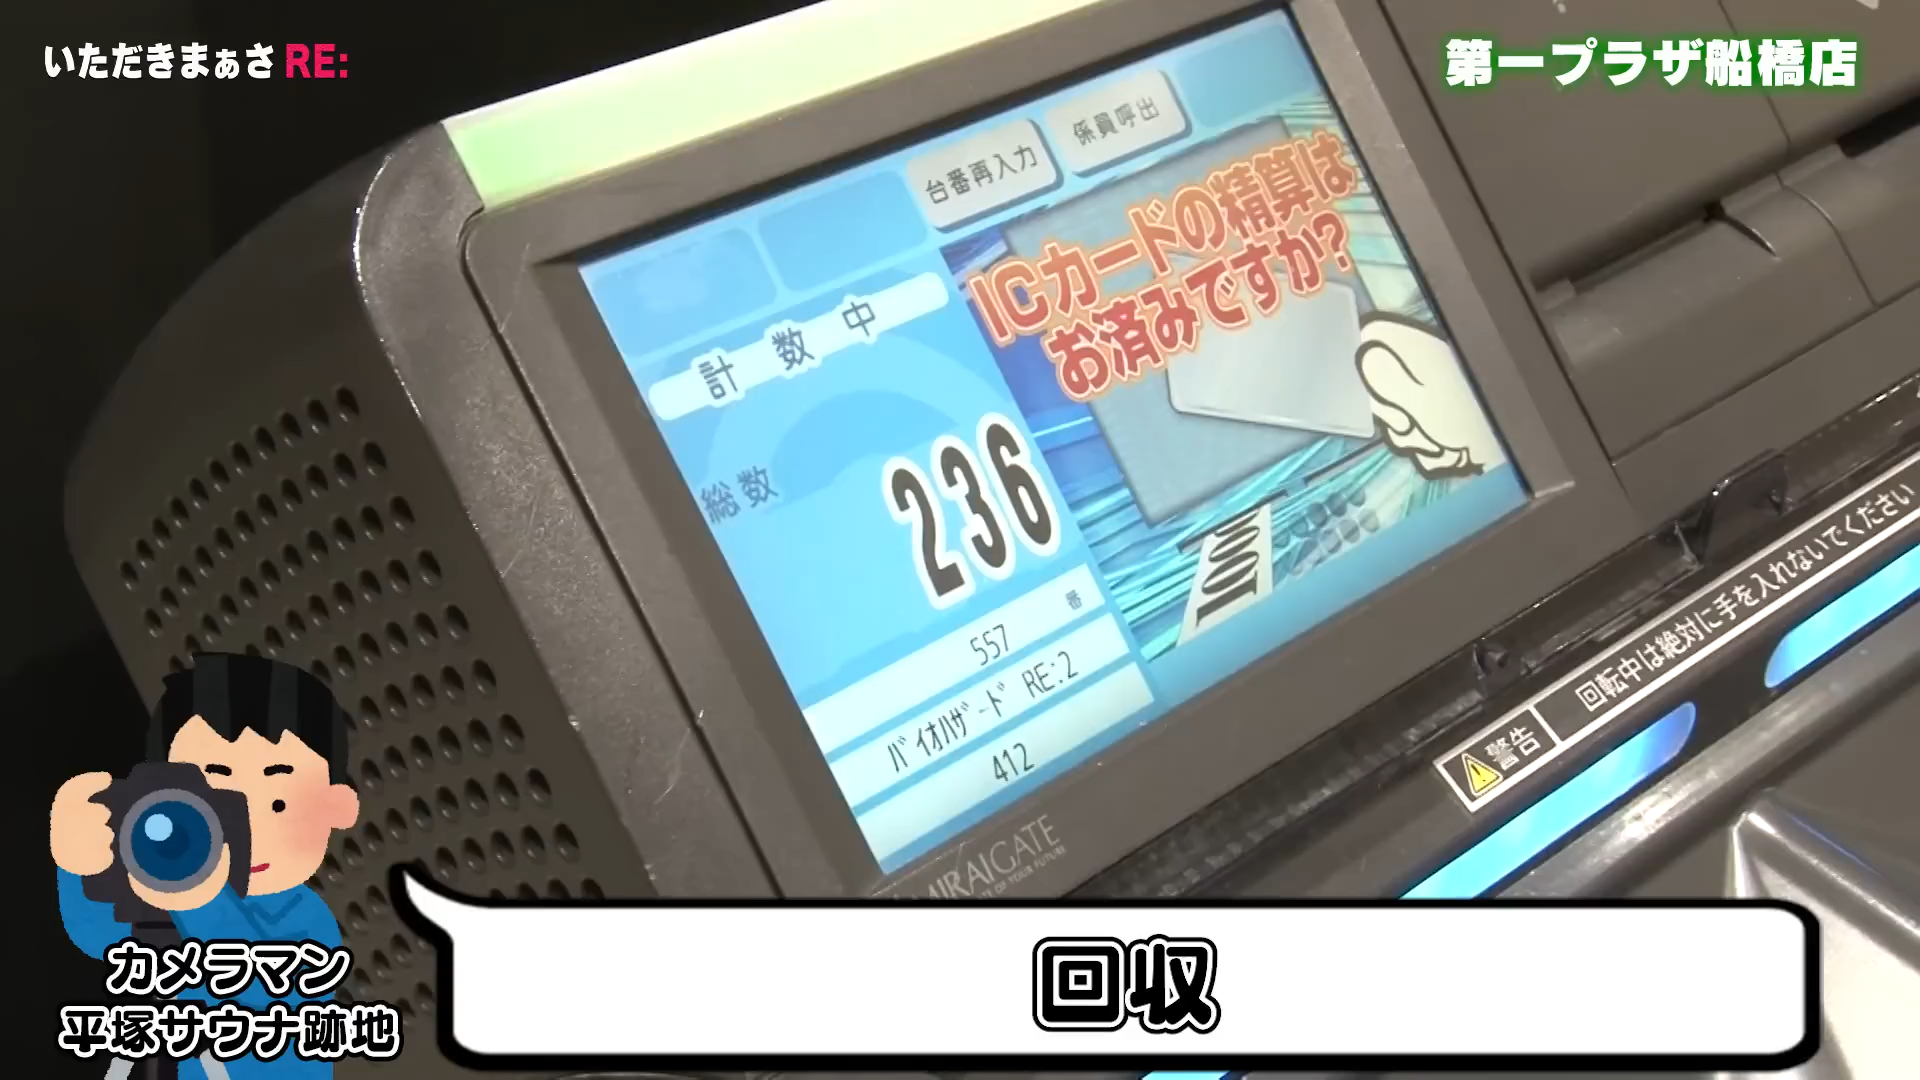 いただきまぁさRE:
第一プラザ船橋店
台番再入力
係員呼出
ICカードの精算は
お済みですか?
計数中
総数
236
番
557
バイオハザード RE:2
412
1000
MIRAIGATE
警告
回転中は絶対に手を入れないでください
回収
カメラマン
平塚サウナ跡地